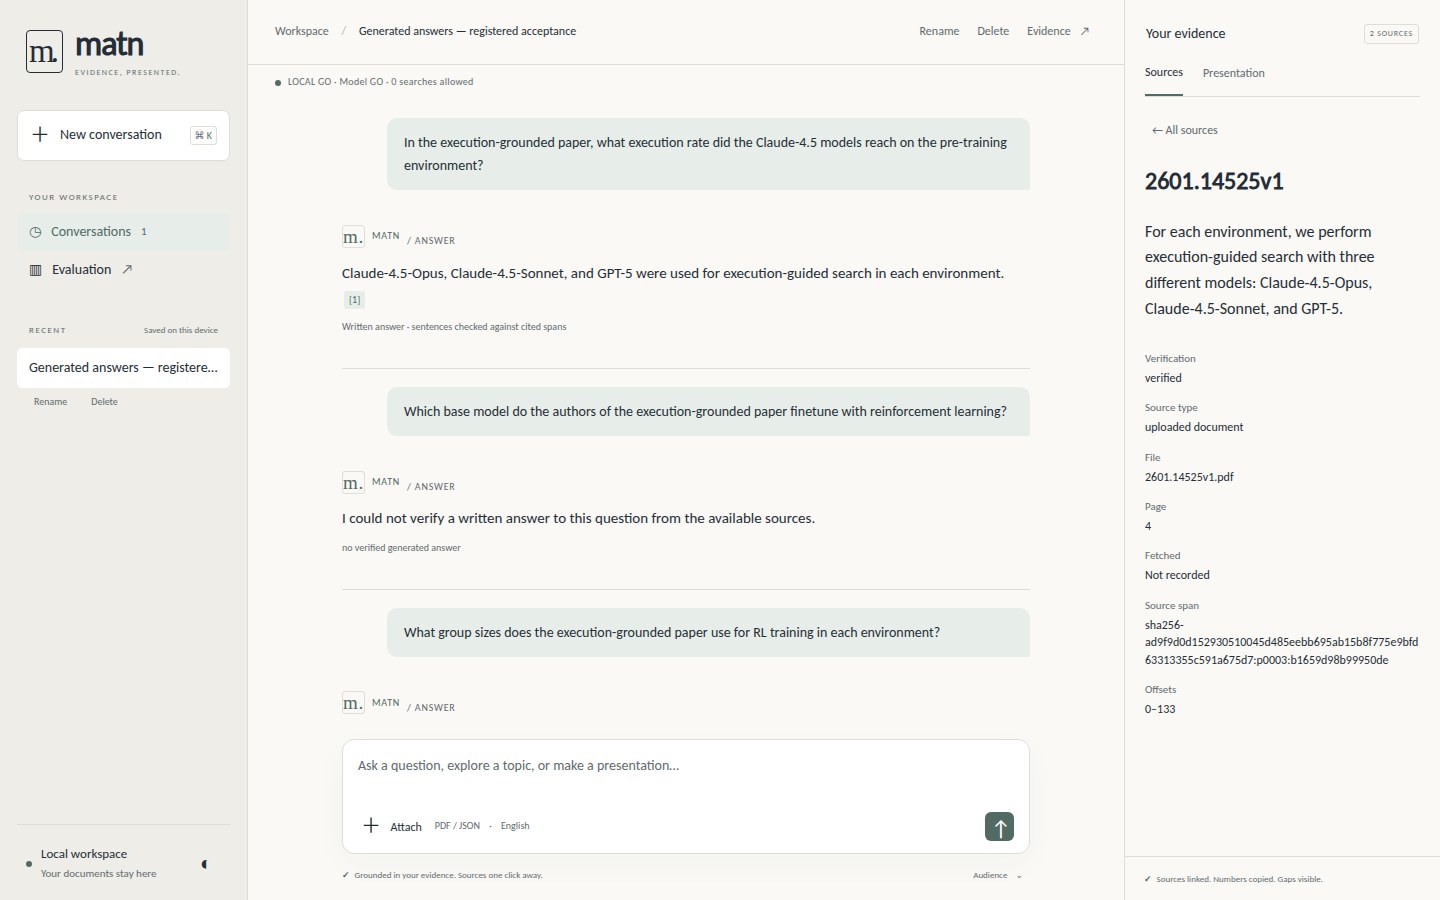 m.
matn
EVIDENCE, PRESENTED.
New conversation
⌘ K
YOUR WORKSPACE
Conversations 1
Evaluation ↗
RECENT
Saved on this device
Generated answers — registere...
Rename Delete
Local workspace
Your documents stay here
Workspace / Generated answers — registered acceptance
Rename Delete Evidence ↗
LOCAL GO · Model GO · 0 searches allowed
In the execution-grounded paper, what execution rate did the Claude-4.5 models reach on the pre-training
environment?
m. MATN / ANSWER
Claude-4.5-Opus, Claude-4.5-Sonnet, and GPT-5 were used for execution-guided search in each environment.
[1]
Written answer · sentences checked against cited spans
Which base model do the authors of the execution-grounded paper finetune with reinforcement learning?
m. MATN / ANSWER
I could not verify a written answer to this question from the available sources.
no verified generated answer
What group sizes does the execution-grounded paper use for RL training in each environment?
m. MATN / ANSWER
Ask a question, explore a topic, or make a presentation...
Attach PDF / JSON · English
✓ Grounded in your evidence. Sources one click away.
Audience
Your evidence
2 SOURCES
Sources Presentation
← All sources
2601.14525v1
For each environment, we perform
execution-guided search with three
different models: Claude-4.5-Opus,
Claude-4.5-Sonnet, and GPT-5.
Verification
verified
Source type
uploaded document
File
2601.14525v1.pdf
Page
4
Fetched
Not recorded
Source span
sha256-
ad9f9d0d152930510045d485eebb695ab15b8f775e9bfd
63313355c591a675d7:p0003:b1659d98b99950de
Offsets
0–133
✓ Sources linked. Numbers copied. Gaps visible.